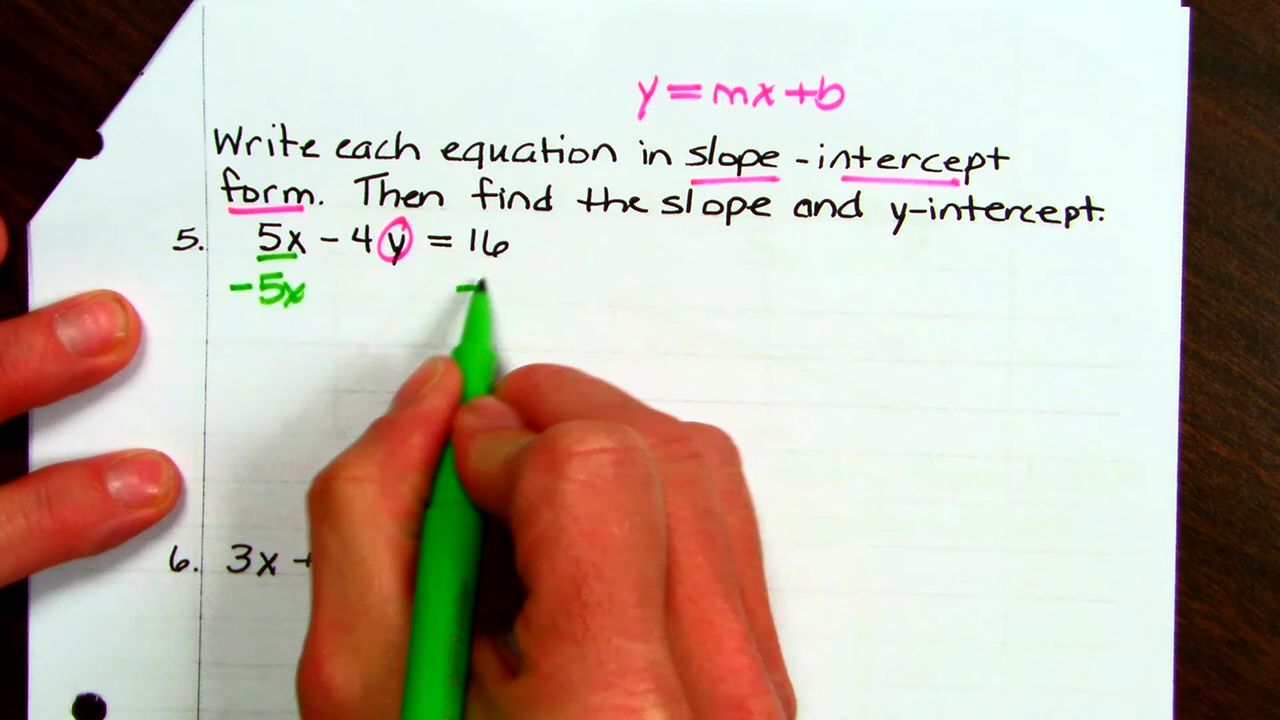 y=mx+b
Write each equation in slope-intercept
form. Then find the slope and y-intercept.
5. 5x - 4y = 16
-5x -
6. 3x +